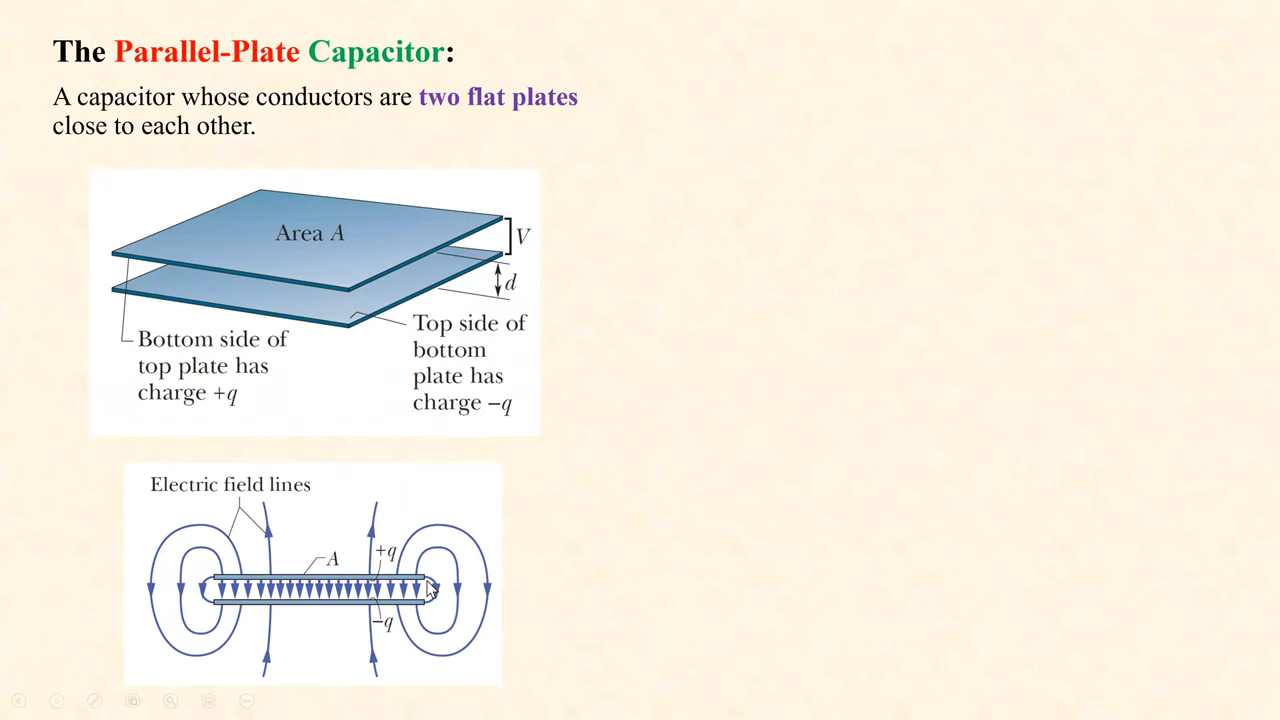 The Parallel-Plate Capacitor:
A capacitor whose conductors are two flat plates
close to each other.
Area A
V
d
Bottom side of
top plate has
charge +q
Top side of
bottom
plate has
charge −q
Electric field lines
A
+q
−q